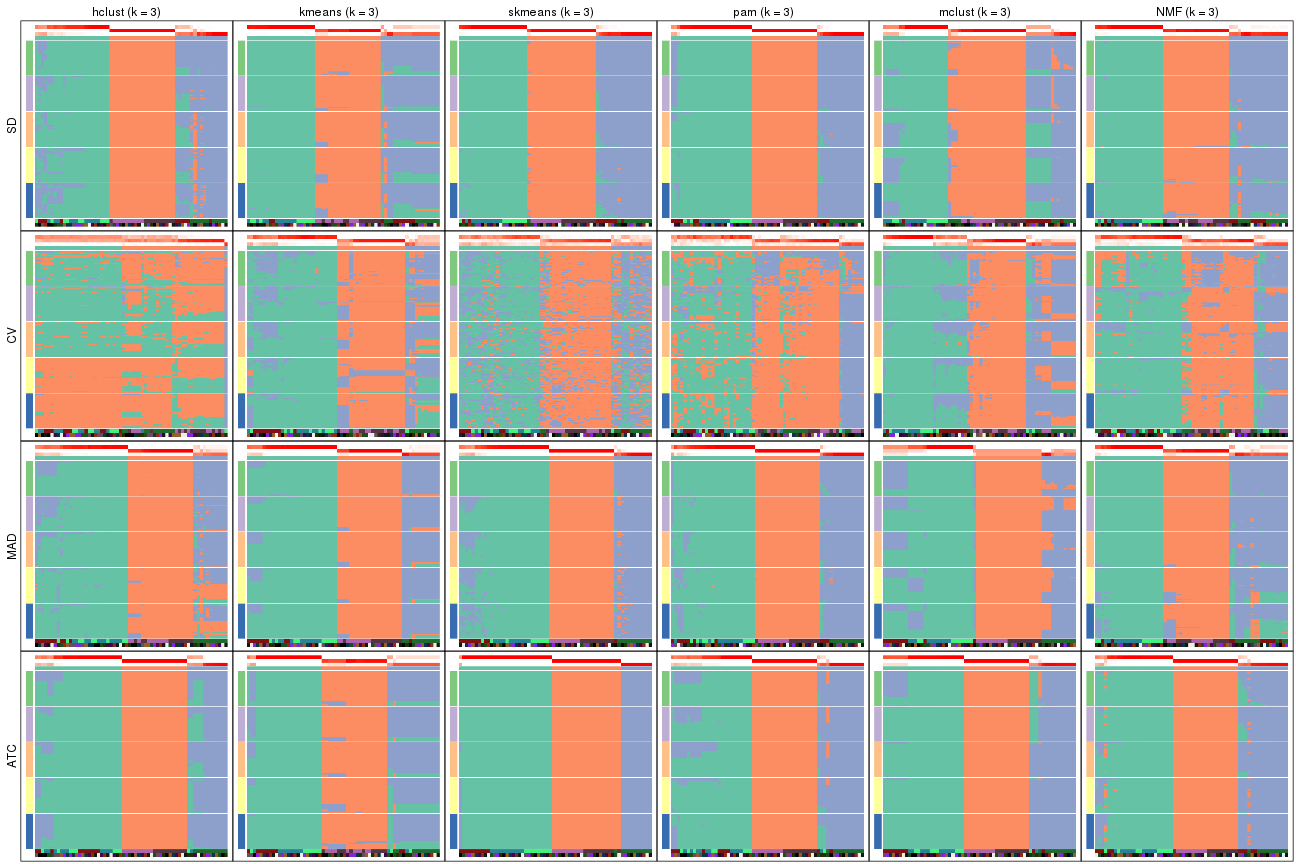 hclust (k = 3) kmeans (k = 3) skmeans (k = 3) pam (k = 3) mclust (k = 3) NMF (k = 3)
SD
CV
MAD
ATC